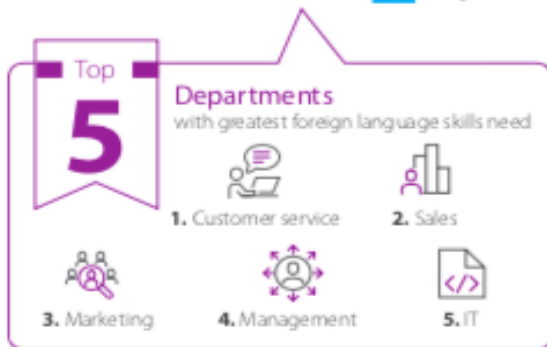 Top
5
Departments
with greatest foreign language skills need
1. Customer service
2. Sales
3. Marketing
4. Management
5. IT